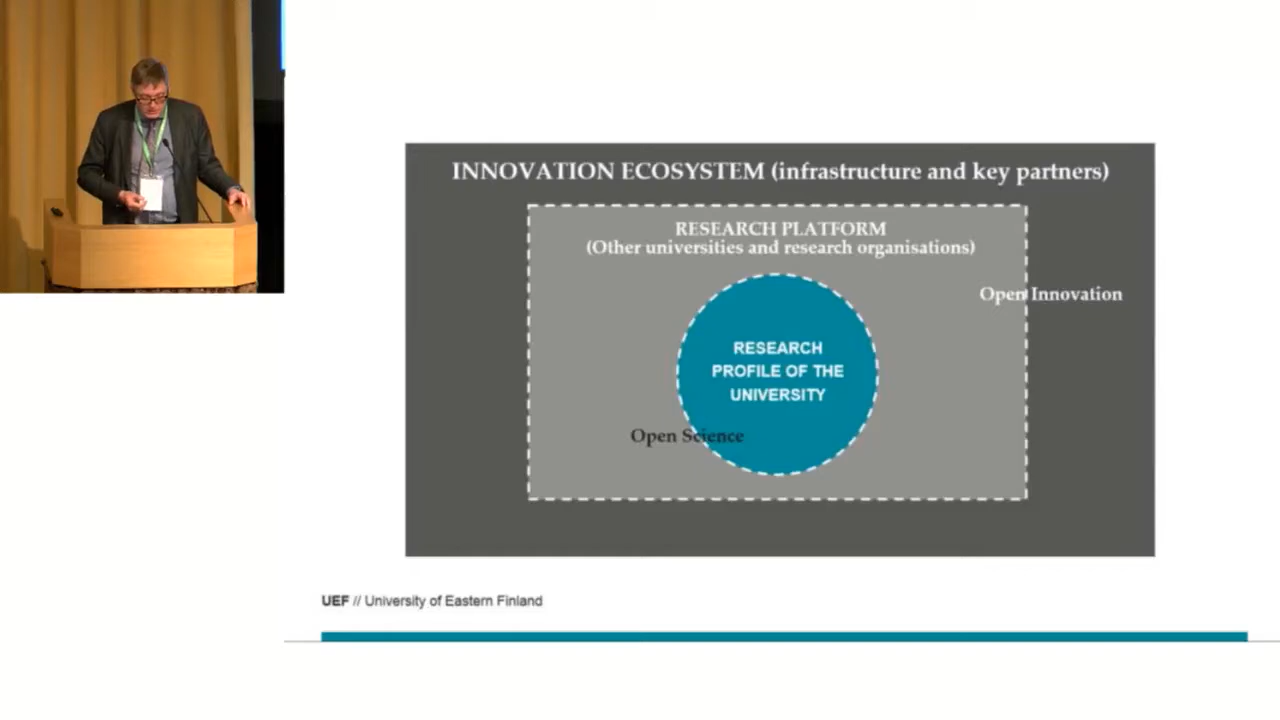 INNOVATION ECOSYSTEM (infrastructure and key partners)
RESEARCH PLATFORM
(Other universities and research organisations)
Open Innovation
RESEARCH
PROFILE OF THE
UNIVERSITY
Open Science
UEF // University of Eastern Finland